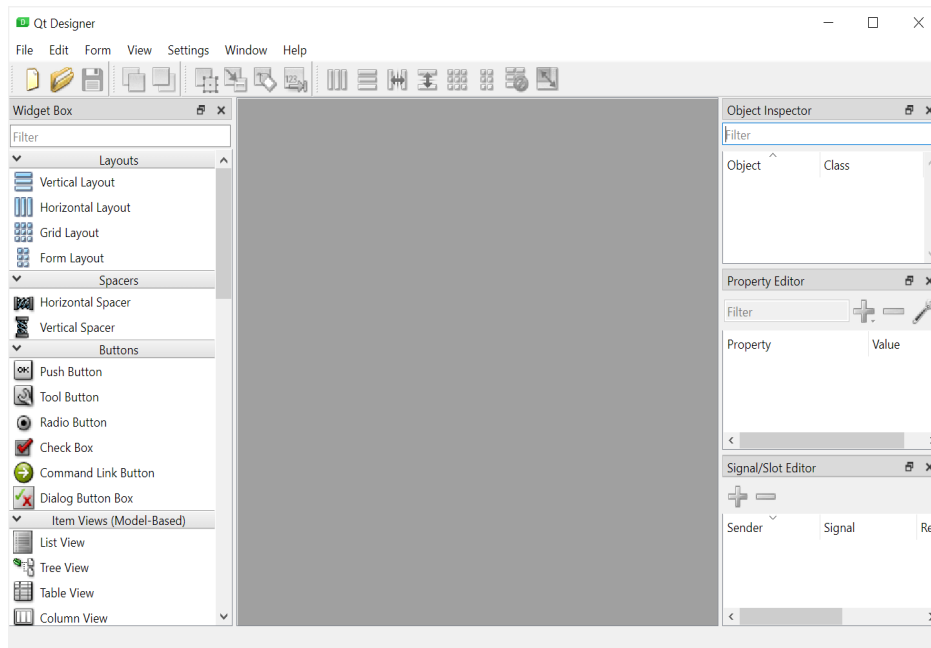 Qt Designer
File Edit Form View Settings Window Help
123
Widget Box
Filter
Layouts
Vertical Layout
Horizontal Layout
Grid Layout
Form Layout
Spacers
Horizontal Spacer
Vertical Spacer
Buttons
OK Push Button
Tool Button
Radio Button
Check Box
Command Link Button
Dialog Button Box
Item Views (Model-Based)
List View
Tree View
Table View
Column View
Object Inspector
Filter
Object Class
Property Editor
Filter
Property Value
Signal/Slot Editor
Sender Signal Re